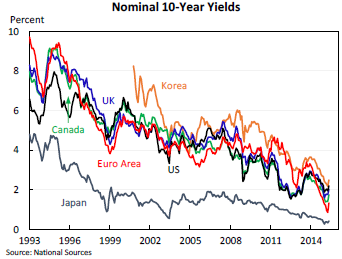 Nominal 10-Year Yields
Percent
10
8
6
4
2
0
Korea
UK
Canada
Euro Area
US
Japan
1993 1996 1999 2002 2005 2008 2011 2014
Source: National Sources